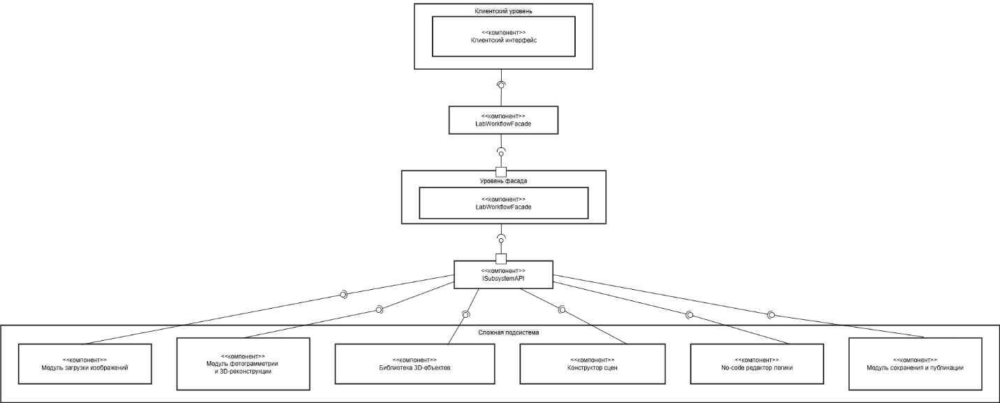 Клиентский уровень
<<компонент>>
Клиентский интерфейс
<<компонент>>
LabWorkflowFacade
Уровень фасада
<<компонент>>
LabWorkflowFacade
<<компонент>>
ISubsystemAPI
Сложная подсистема
<<компонент>>
Модуль загрузки изображений
<<компонент>>
Модуль фотограмметрии
и 3D-реконструкции
<<компонент>>
Библиотека 3D-объектов
<<компонент>>
Конструктор сцен
<<компонент>>
No-code редактор логики
<<компонент>>
Модуль сохранения и публикации